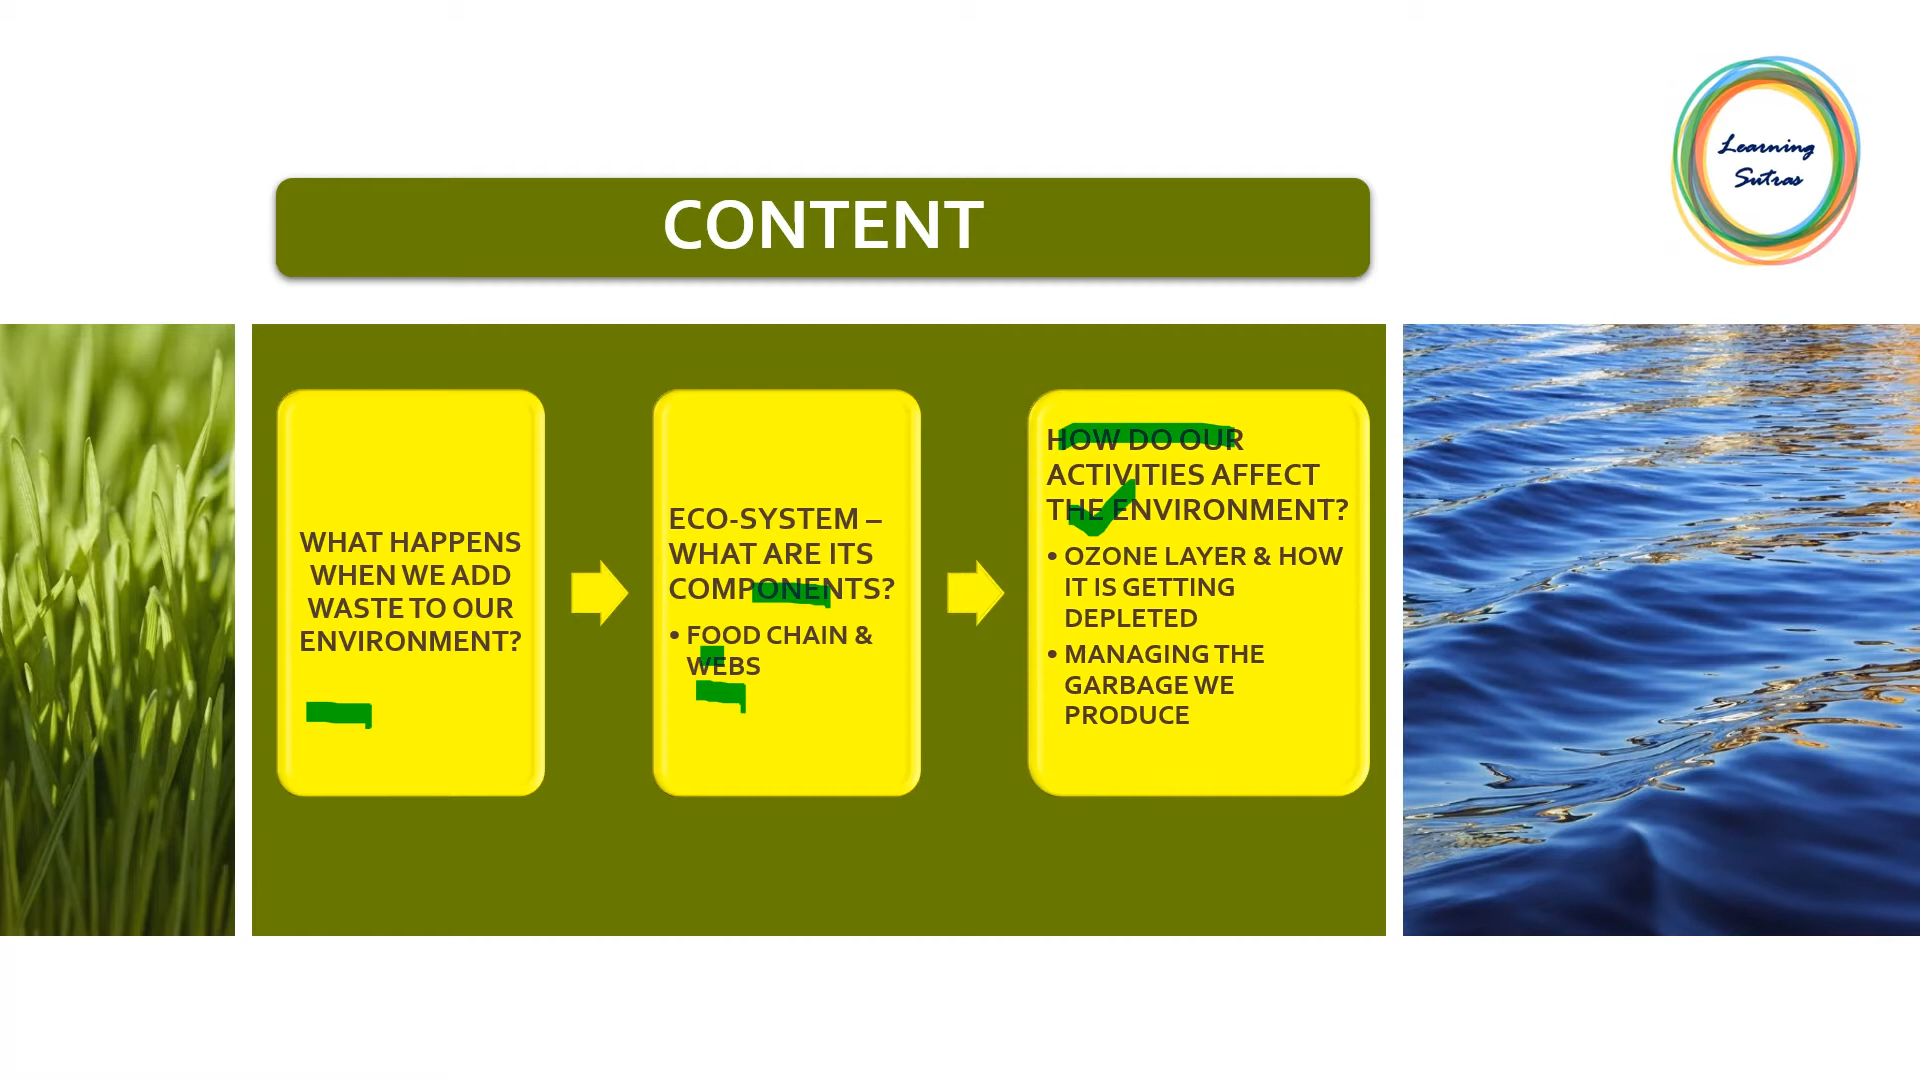 Learning
Sutras
CONTENT
WHAT HAPPENS
WHEN WE ADD
WASTE TO OUR
ENVIRONMENT?
ECO-SYSTEM –
WHAT ARE ITS
COMPONENTS?
• FOOD CHAIN &
WEBS
HOW DO OUR
ACTIVITIES AFFECT
THE ENVIRONMENT?
• OZONE LAYER & HOW
IT IS GETTING
DEPLETED
• MANAGING THE
GARBAGE WE
PRODUCE